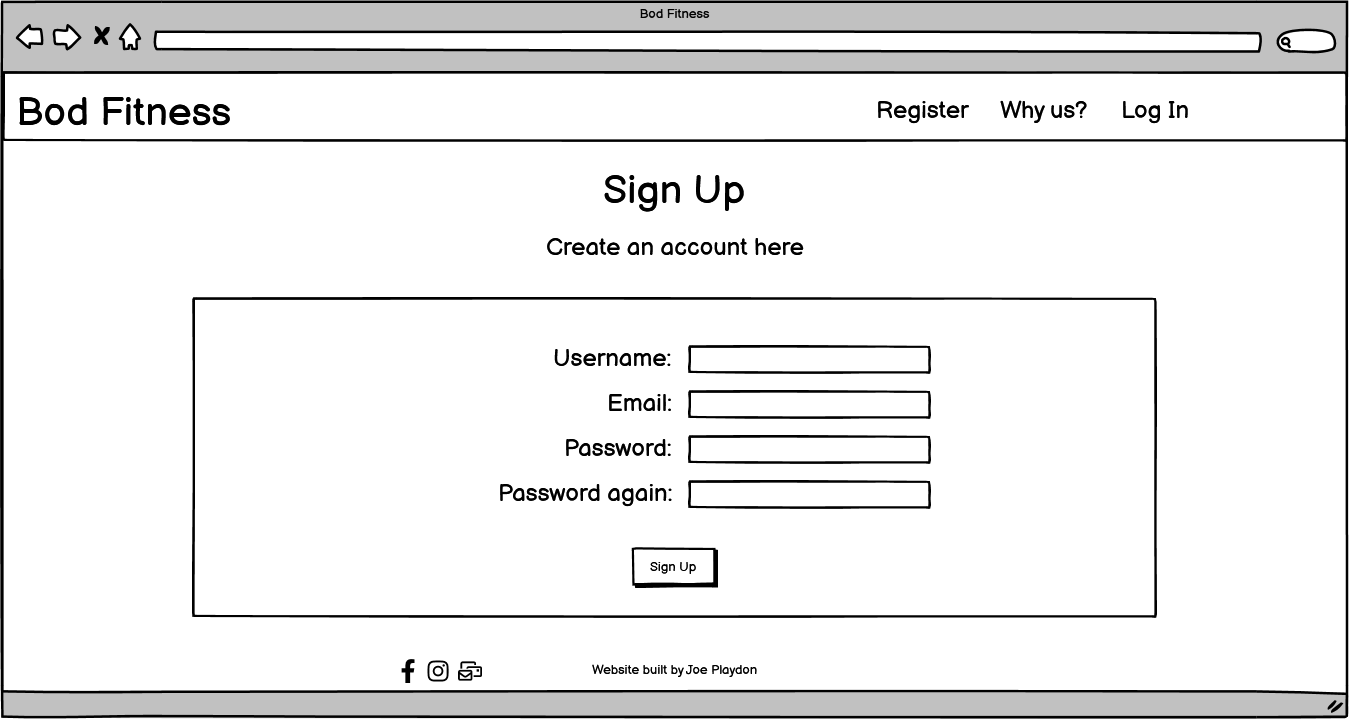 Bod Fitness
Bod Fitness
Register Why us? Log In
Sign Up
Create an account here
Username:
Email:
Password:
Password again:
Sign Up
Website built by Joe Playdon